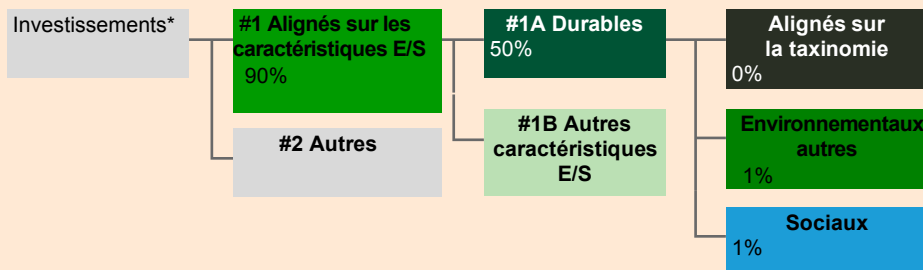 Investissements*
#1 Alignés sur les
caractéristiques E/S
90%
#2 Autres
#1A Durables
50%
#1B Autres
caractéristiques
E/S
Alignés sur
la taxinomie
0%
Environnementaux
autres
1%
Sociaux
1%